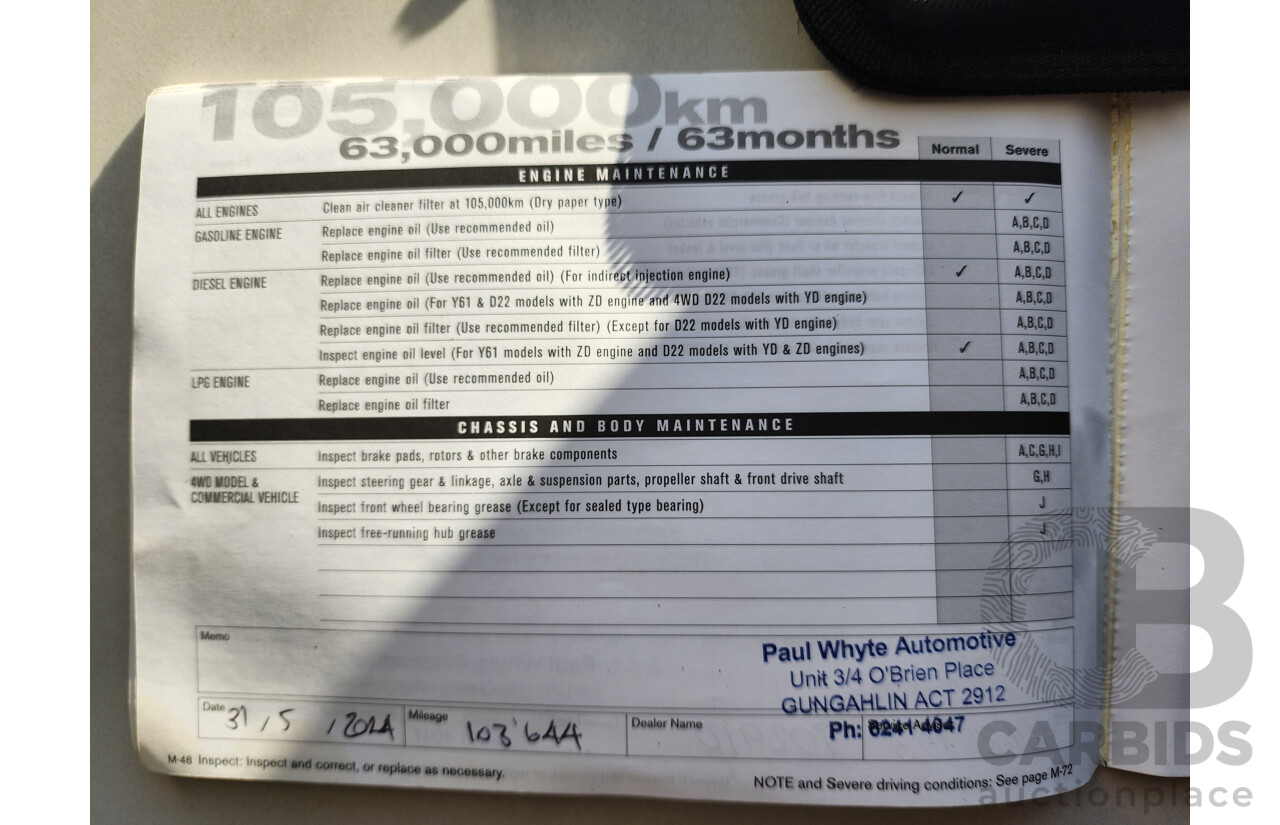 105,000km
63,000miles / 63months
Normal Severe
ENGINE MAINTENANCE
ALL ENGINES Clean air cleaner filter at 105,000km (Dry paper type) ✓ ✓
GASOLINE ENGINE Replace engine oil (Use recommended oil) A,B,C,D
Replace engine oil filter (Use recommended filter) A,B,C,D
DIESEL ENGINE Replace engine oil (Use recommended oil) (For indirect injection engine) ✓ A,B,C,D
Replace engine oil (For Y61 & D22 models with ZD engine and 4WD D22 models with YD engine) A,B,C,D
Replace engine oil filter (Use recommended filter) (Except for D22 models with YD engine) A,B,C,D
Inspect engine oil level (For Y61 models with ZD engine and D22 models with YD & ZD engines) ✓ A,B,C,D
LPG ENGINE Replace engine oil (Use recommended oil) A,B,C,D
Replace engine oil filter A,B,C,D
CHASSIS AND BODY MAINTENANCE
ALL VEHICLES Inspect brake pads, rotors & other brake components A,C,G,H,I
4WD MODEL & Inspect steering gear & linkage, axle & suspension parts, propeller shaft & front drive shaft G,H
COMMERCIAL VEHICLE
Inspect front wheel bearing grease (Except for sealed type bearing) J
Inspect free-running hub grease J
Memo
Paul Whyte Automotive
Unit 3/4 O'Brien Place
GUNGAHLIN ACT 2912
Ph: 6241 4047
Date 31 / 5 / 2024 Mileage 103'644 Dealer Name
M-48 Inspect: Inspect and correct, or replace as necessary.
NOTE and Severe driving conditions: See page M-72
CB
CARBIDS
auctionplace